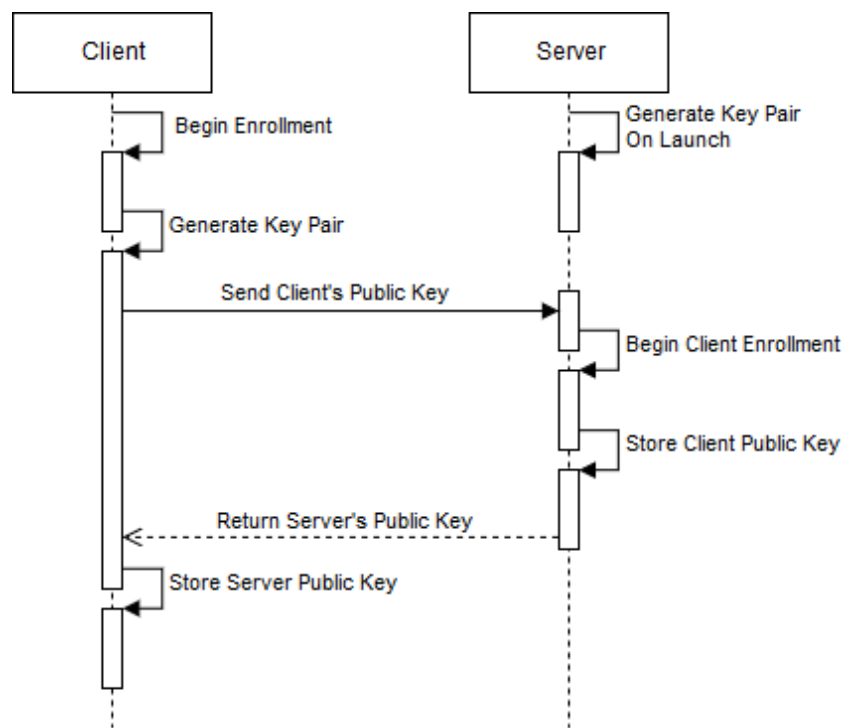 Client
Server
Begin Enrollment
Generate Key Pair
On Launch
Generate Key Pair
Send Client's Public Key
Begin Client Enrollment
Store Client Public Key
Return Server's Public Key
Store Server Public Key